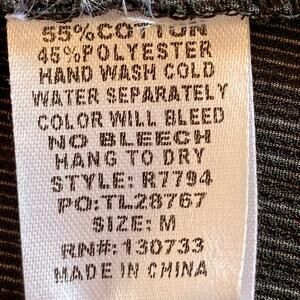 55%COTTON
45%POLYESTER
HAND WASH COLD
WATER SEPARATELY
COLOR WILL BLEED
NO BLEECH
HANG TO DRY
STYLE: R7794
PO:TL28767
SIZE: M
RN#: 130733
MADE IN CHINA